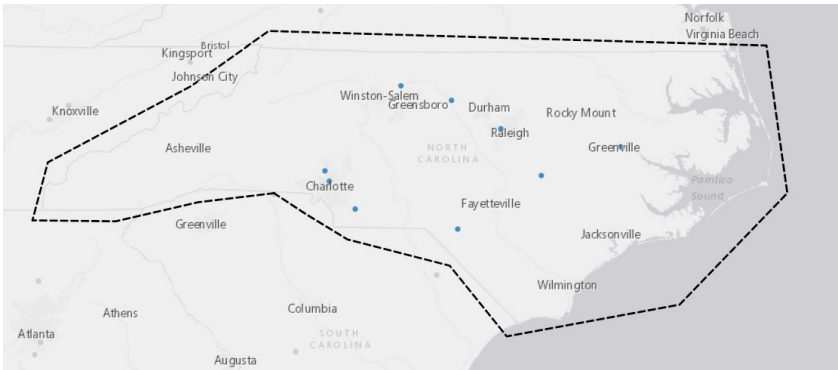 Norfolk
Virginia Beach
Bristol
Kingsport
Johnson City
Knoxville
Winston-Salem
Greensboro
Durham
Rocky Mount
Raleigh
Asheville
NORTH
CAROLINA
Greenville
Charlotte
Pamlico
Sound
Fayetteville
Greenville
Jacksonville
Wilmington
Athens
Columbia
Atlanta
SOUTH
CAROLINA
Augusta